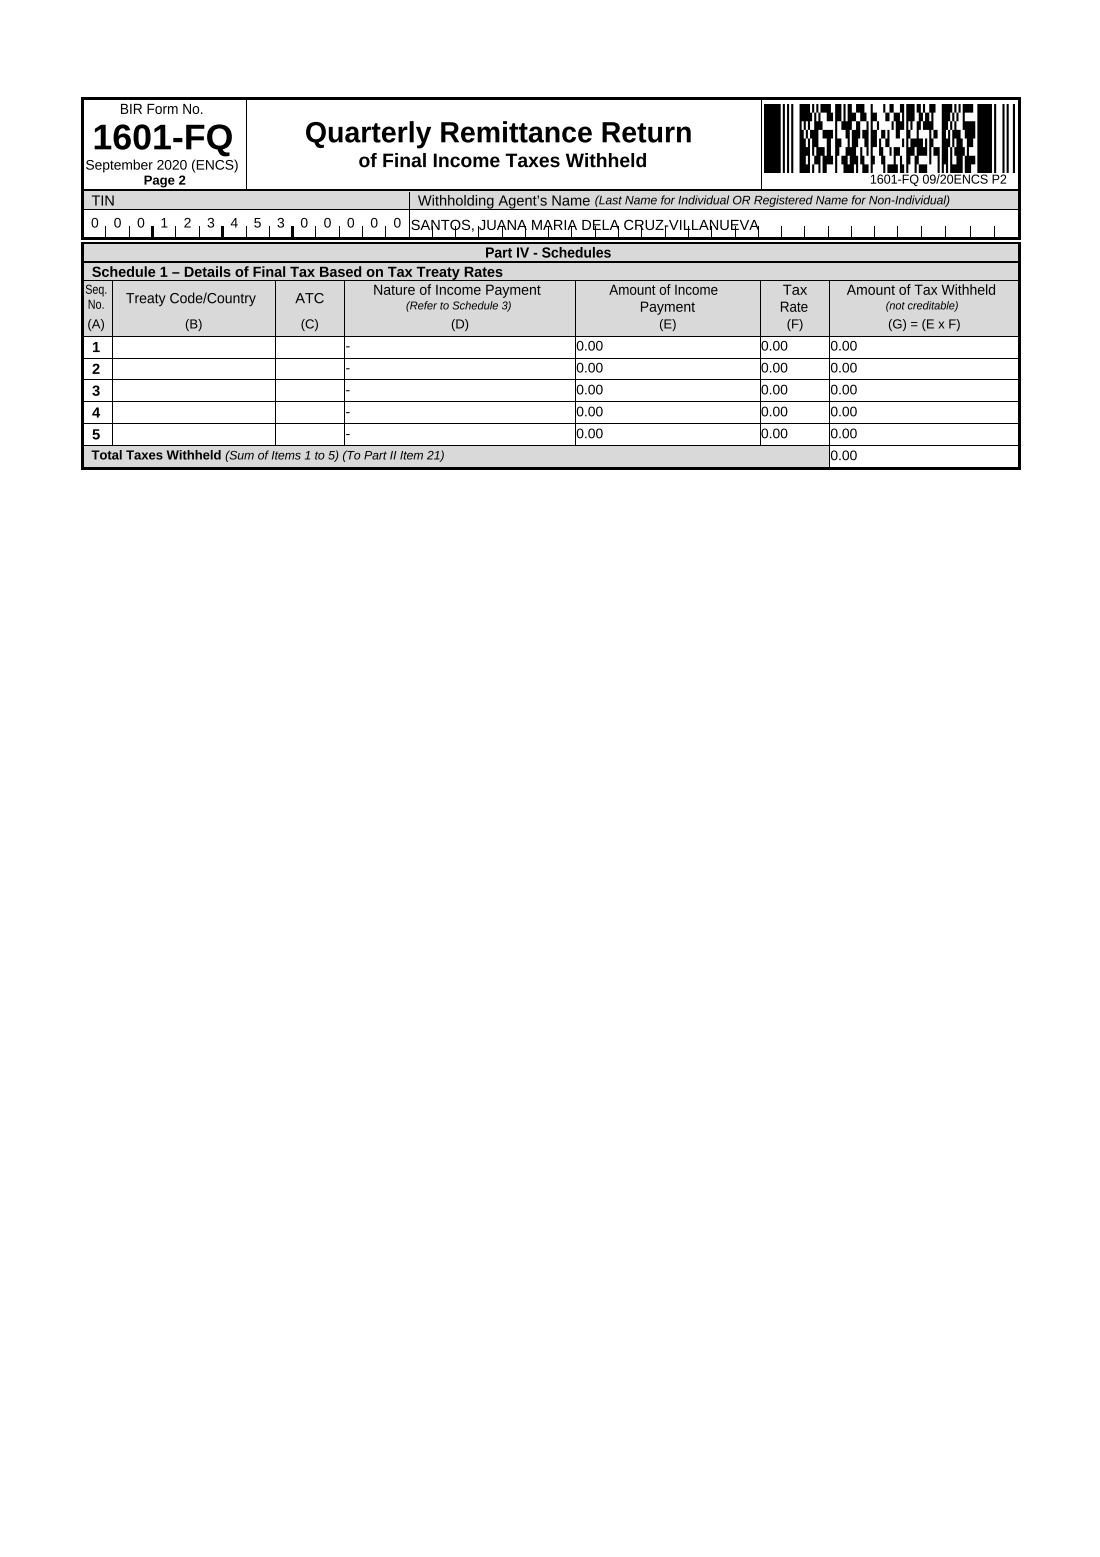 BIR Form No.
1601-FQ
September 2020 (ENCS)
Page 2
Quarterly Remittance Return
of Final Income Taxes Withheld
1601-FQ 09/20ENCS P2
TIN Withholding Agent's Name (Last Name for Individual OR Registered Name for Non-Individual)
0 0 0 1 2 3 4 5 3 0 0 0 0 0 SANTOS, JUANA MARIA DELA CRUZ-VILLANUEVA
Part IV - Schedules
Schedule 1 – Details of Final Tax Based on Tax Treaty Rates
Seq. No. (A) Treaty Code/Country (B) ATC (C) Nature of Income Payment (Refer to Schedule 3) (D) Amount of Income Payment (E) Tax Rate (F) Amount of Tax Withheld (not creditable) (G) = (E x F)
1 - 0.00 0.00 0.00
2 - 0.00 0.00 0.00
3 - 0.00 0.00 0.00
4 - 0.00 0.00 0.00
5 - 0.00 0.00 0.00
Total Taxes Withheld (Sum of Items 1 to 5) (To Part II Item 21) 0.00